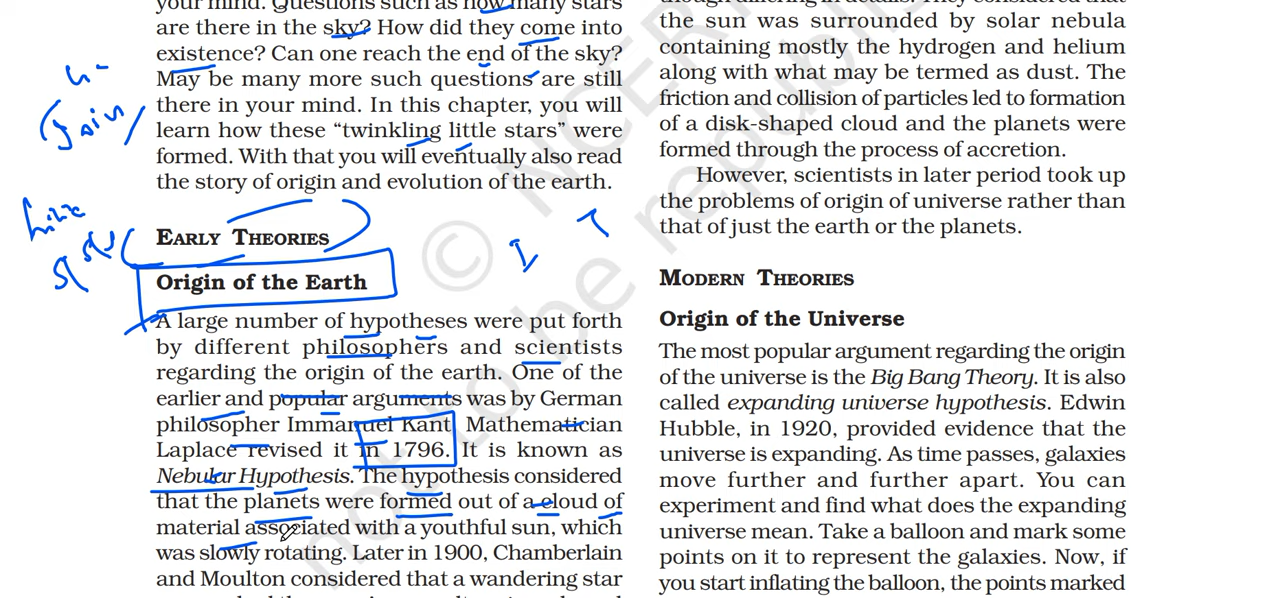 your mind. Questions such as how many stars
are there in the sky? How did they come into
existence? Can one reach the end of the sky?
May be many more such questions are still
there in your mind. In this chapter, you will
learn how these “twinkling little stars” were
formed. With that you will eventually also read
the story of origin and evolution of the earth.
EARLY THEORIES
Origin of the Earth
A large number of hypotheses were put forth
by different philosophers and scientists
regarding the origin of the earth. One of the
earlier and popular arguments was by German
philosopher Immanuel Kant. Mathematician
Laplace revised it in 1796. It is known as
Nebular Hypothesis. The hypothesis considered
that the planets were formed out of a cloud of
material associated with a youthful sun, which
was slowly rotating. Later in 1900, Chamberlain
and Moulton considered that a wandering star
the sun was surrounded by solar nebula
containing mostly the hydrogen and helium
along with what may be termed as dust. The
friction and collision of particles led to formation
of a disk-shaped cloud and the planets were
formed through the process of accretion.
However, scientists in later period took up
the problems of origin of universe rather than
that of just the earth or the planets.
MODERN THEORIES
Origin of the Universe
The most popular argument regarding the origin
of the universe is the Big Bang Theory. It is also
called expanding universe hypothesis. Edwin
Hubble, in 1920, provided evidence that the
universe is expanding. As time passes, galaxies
move further and further apart. You can
experiment and find what does the expanding
universe mean. Take a balloon and mark some
points on it to represent the galaxies. Now, if
you start inflating the balloon, the points marked
© NCER
not to be republi